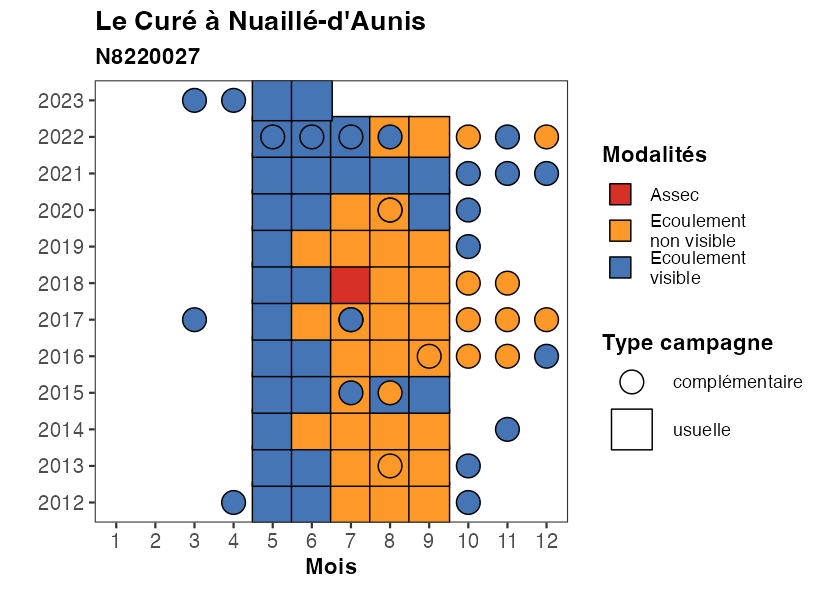 Le Curé à Nuaillé-d'Aunis
N8220027
2023
2022
2021
2020
2019
2018
2017
2016
2015
2014
2013
2012
1 2 3 4 5 6 7 8 9 10 11 12
Mois
Modalités
Assec
Ecoulement
non visible
Ecoulement
visible
Type campagne
complémentaire
usuelle